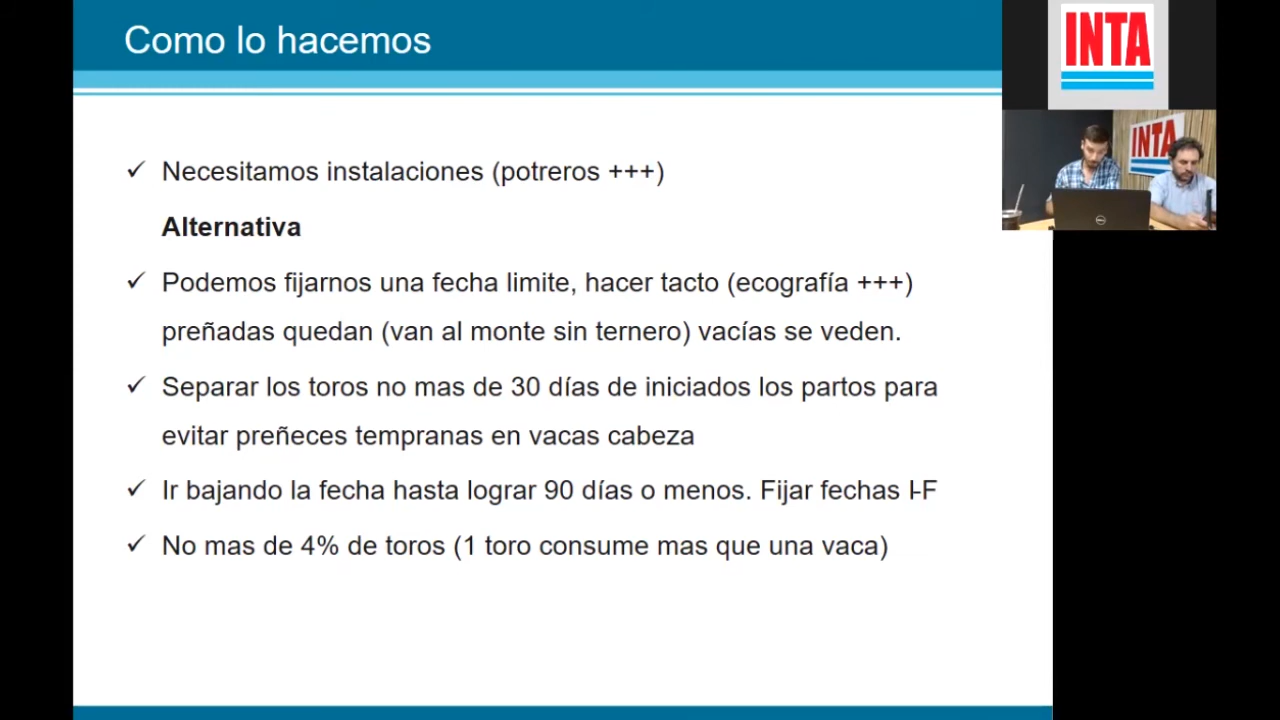 Como lo hacemos
INTA
INTA
✓ Necesitamos instalaciones (potreros +++)
Alternativa
✓ Podemos fijarnos una fecha limite, hacer tacto (ecografía +++)
preñadas quedan (van al monte sin ternero) vacías se veden.
✓ Separar los toros no mas de 30 días de iniciados los partos para
evitar preñeces tempranas en vacas cabeza
✓ Ir bajando la fecha hasta lograr 90 días o menos. Fijar fechas I-F
✓ No mas de 4% de toros (1 toro consume mas que una vaca)
DELL